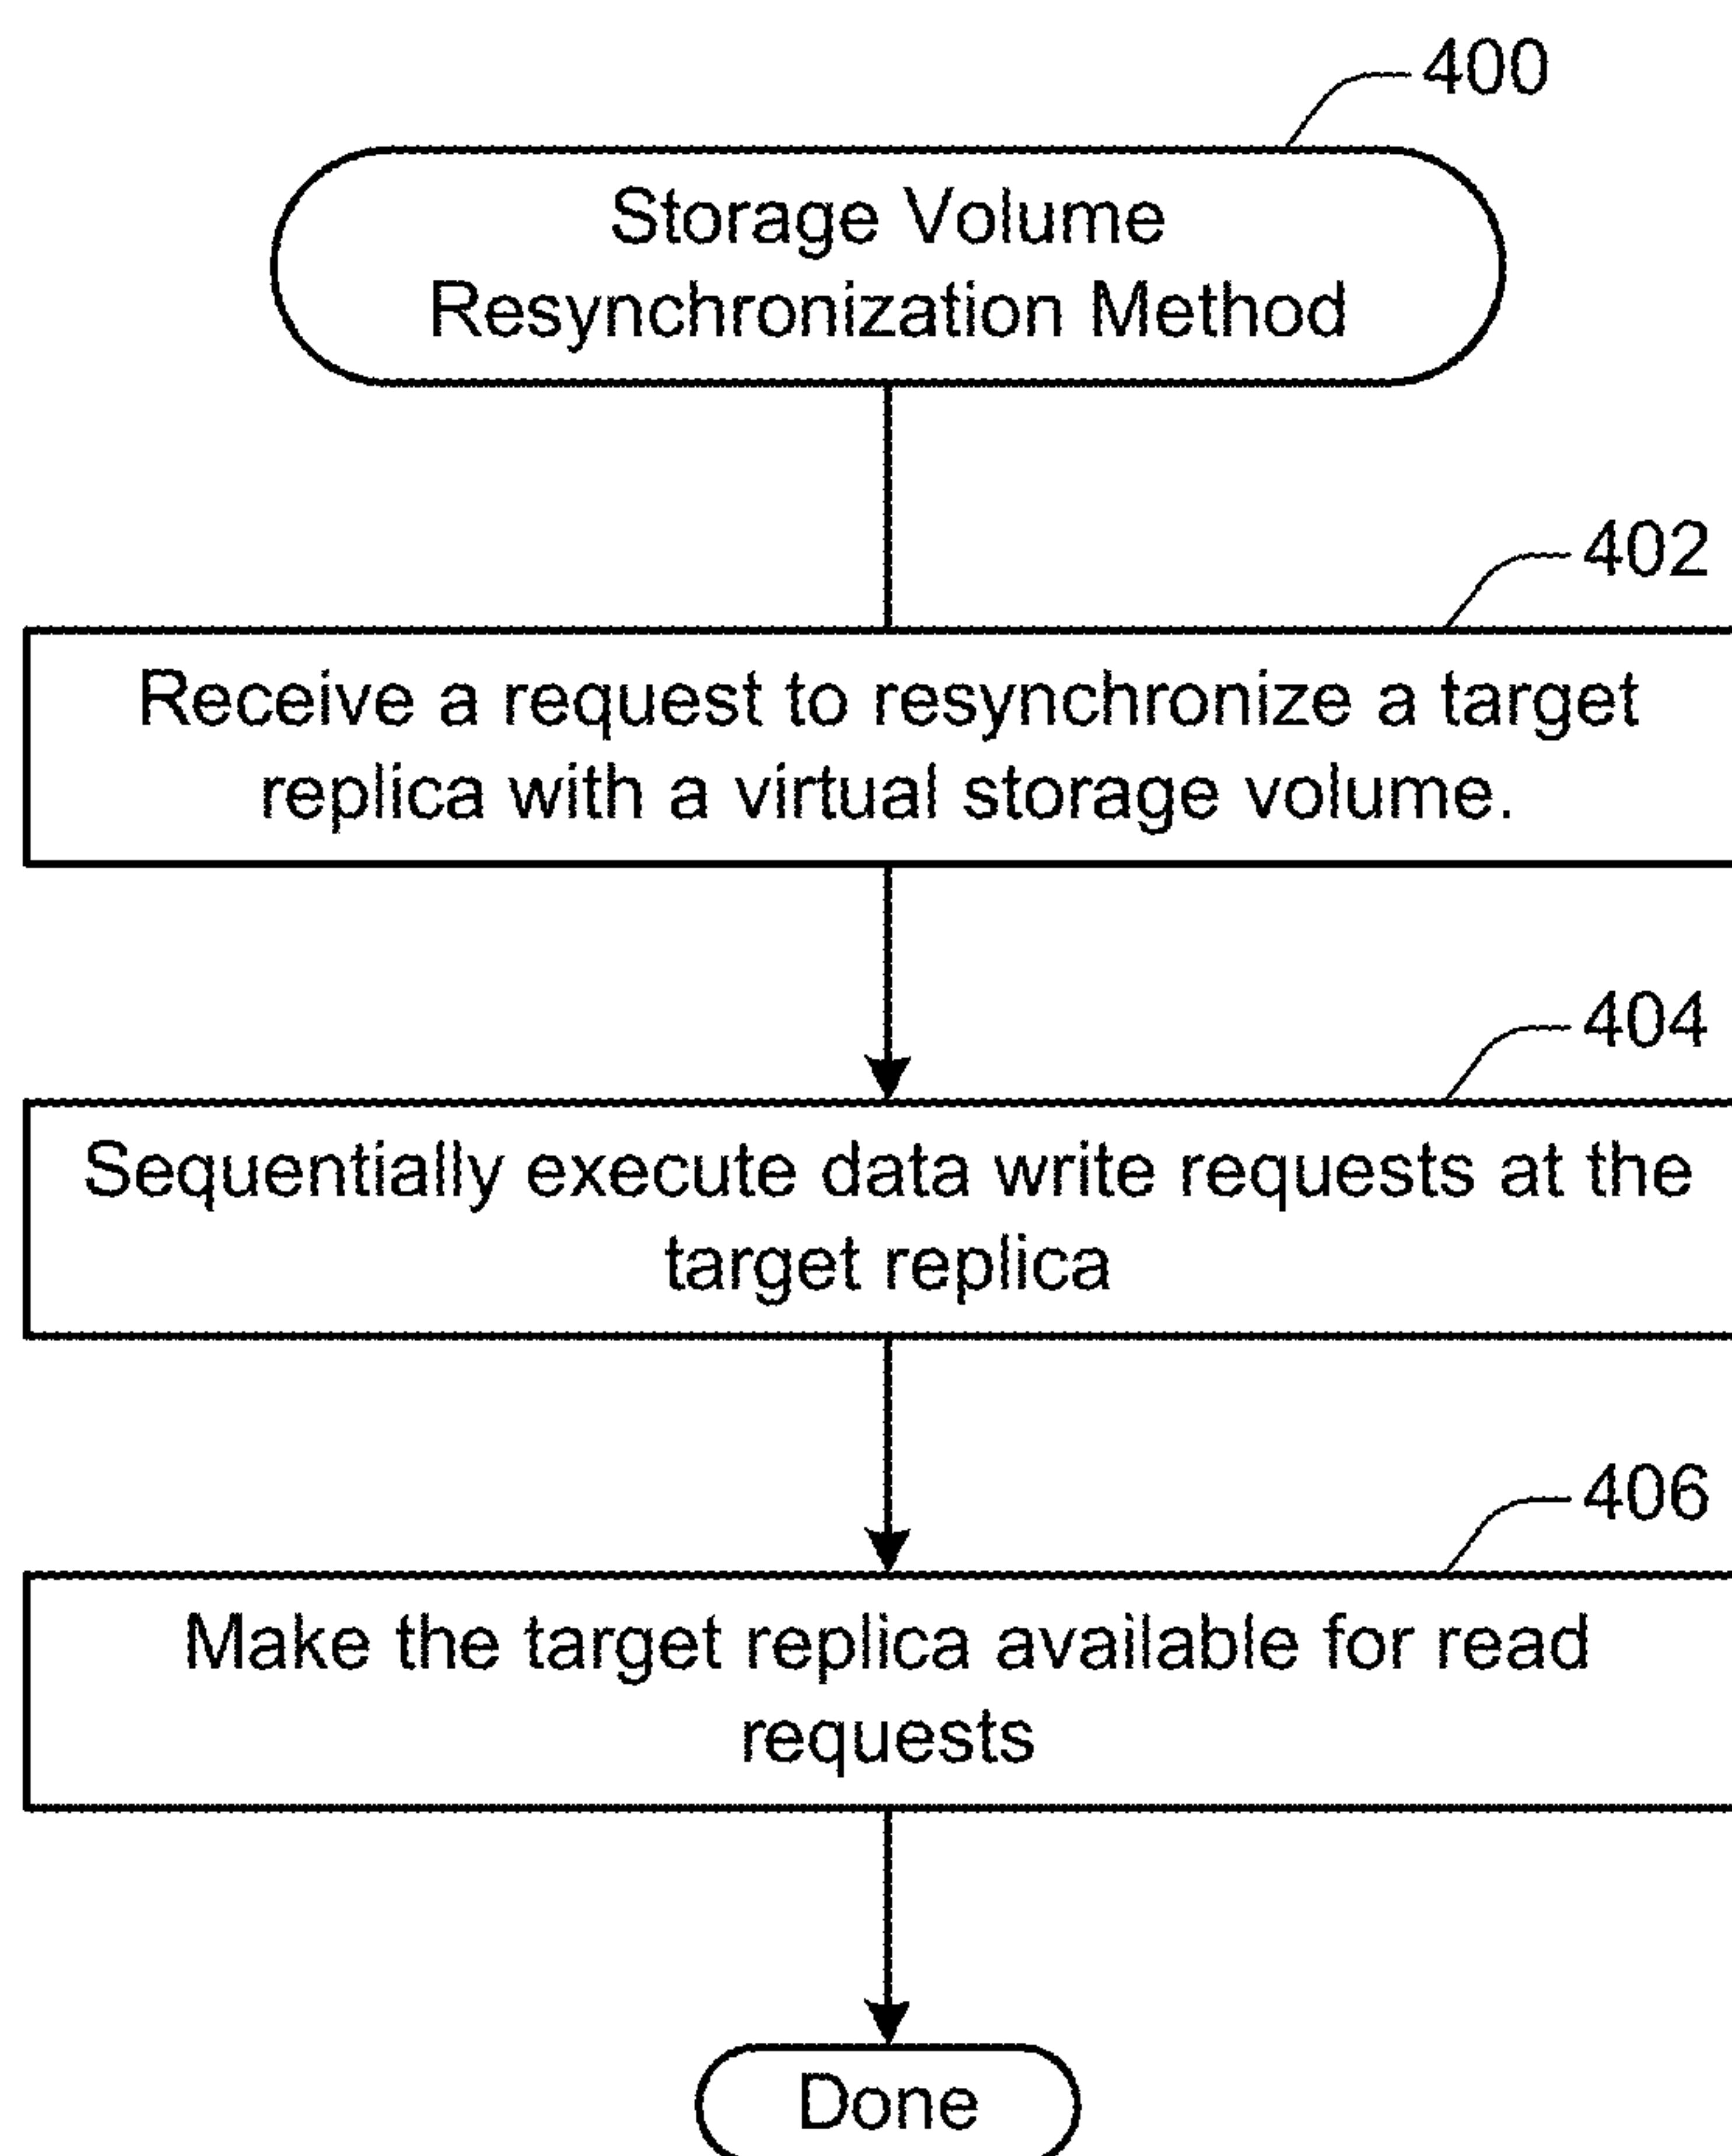 400
Storage Volume
Resynchronization Method
402
Receive a request to resynchronize a target
replica with a virtual storage volume.
404
Sequentially execute data write requests at the
target replica
406
Make the target replica available for read
requests
Done